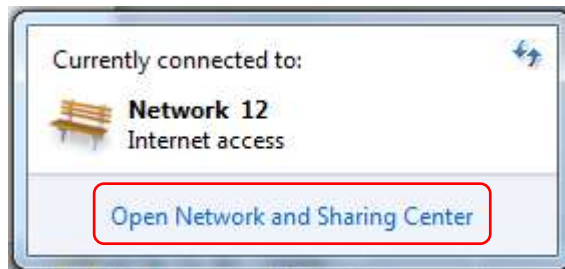 Currently connected to:
Network 12
Internet access
Open Network and Sharing Center